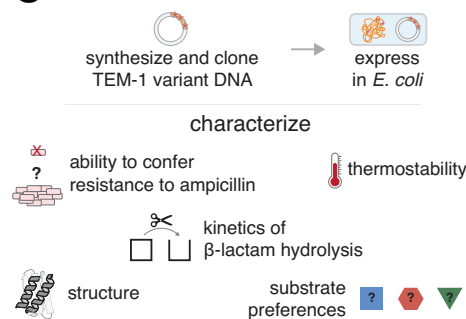 synthesize and clone
TEM-1 variant DNA
express
in E. coli
characterize
?
ability to confer
resistance to ampicillin
thermostability
kinetics of
β-lactam hydrolysis
structure
substrate
preferences
? ? ?